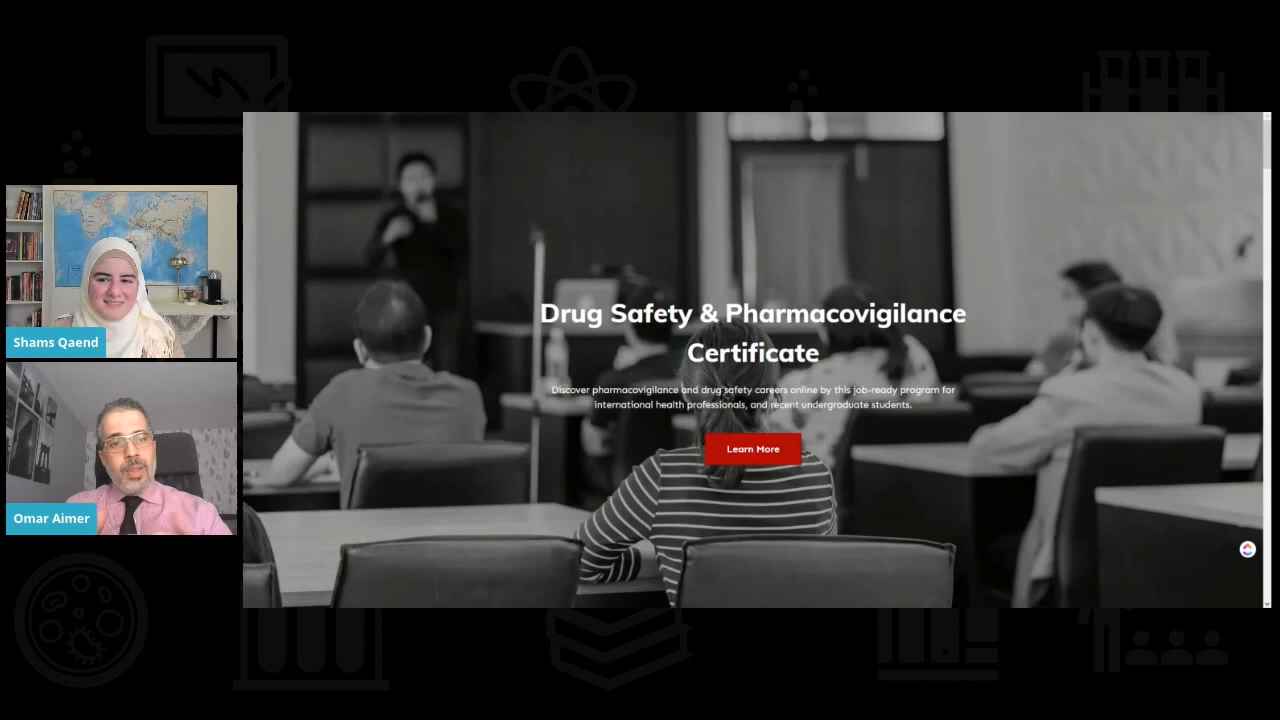 Shams Qaend
Omar Aimer
Drug Safety & Pharmacovigilance
Certificate
Discover pharmacovigilance and drug safety careers online by this job-ready program for
international health professionals, and recent undergraduate students.
Learn More